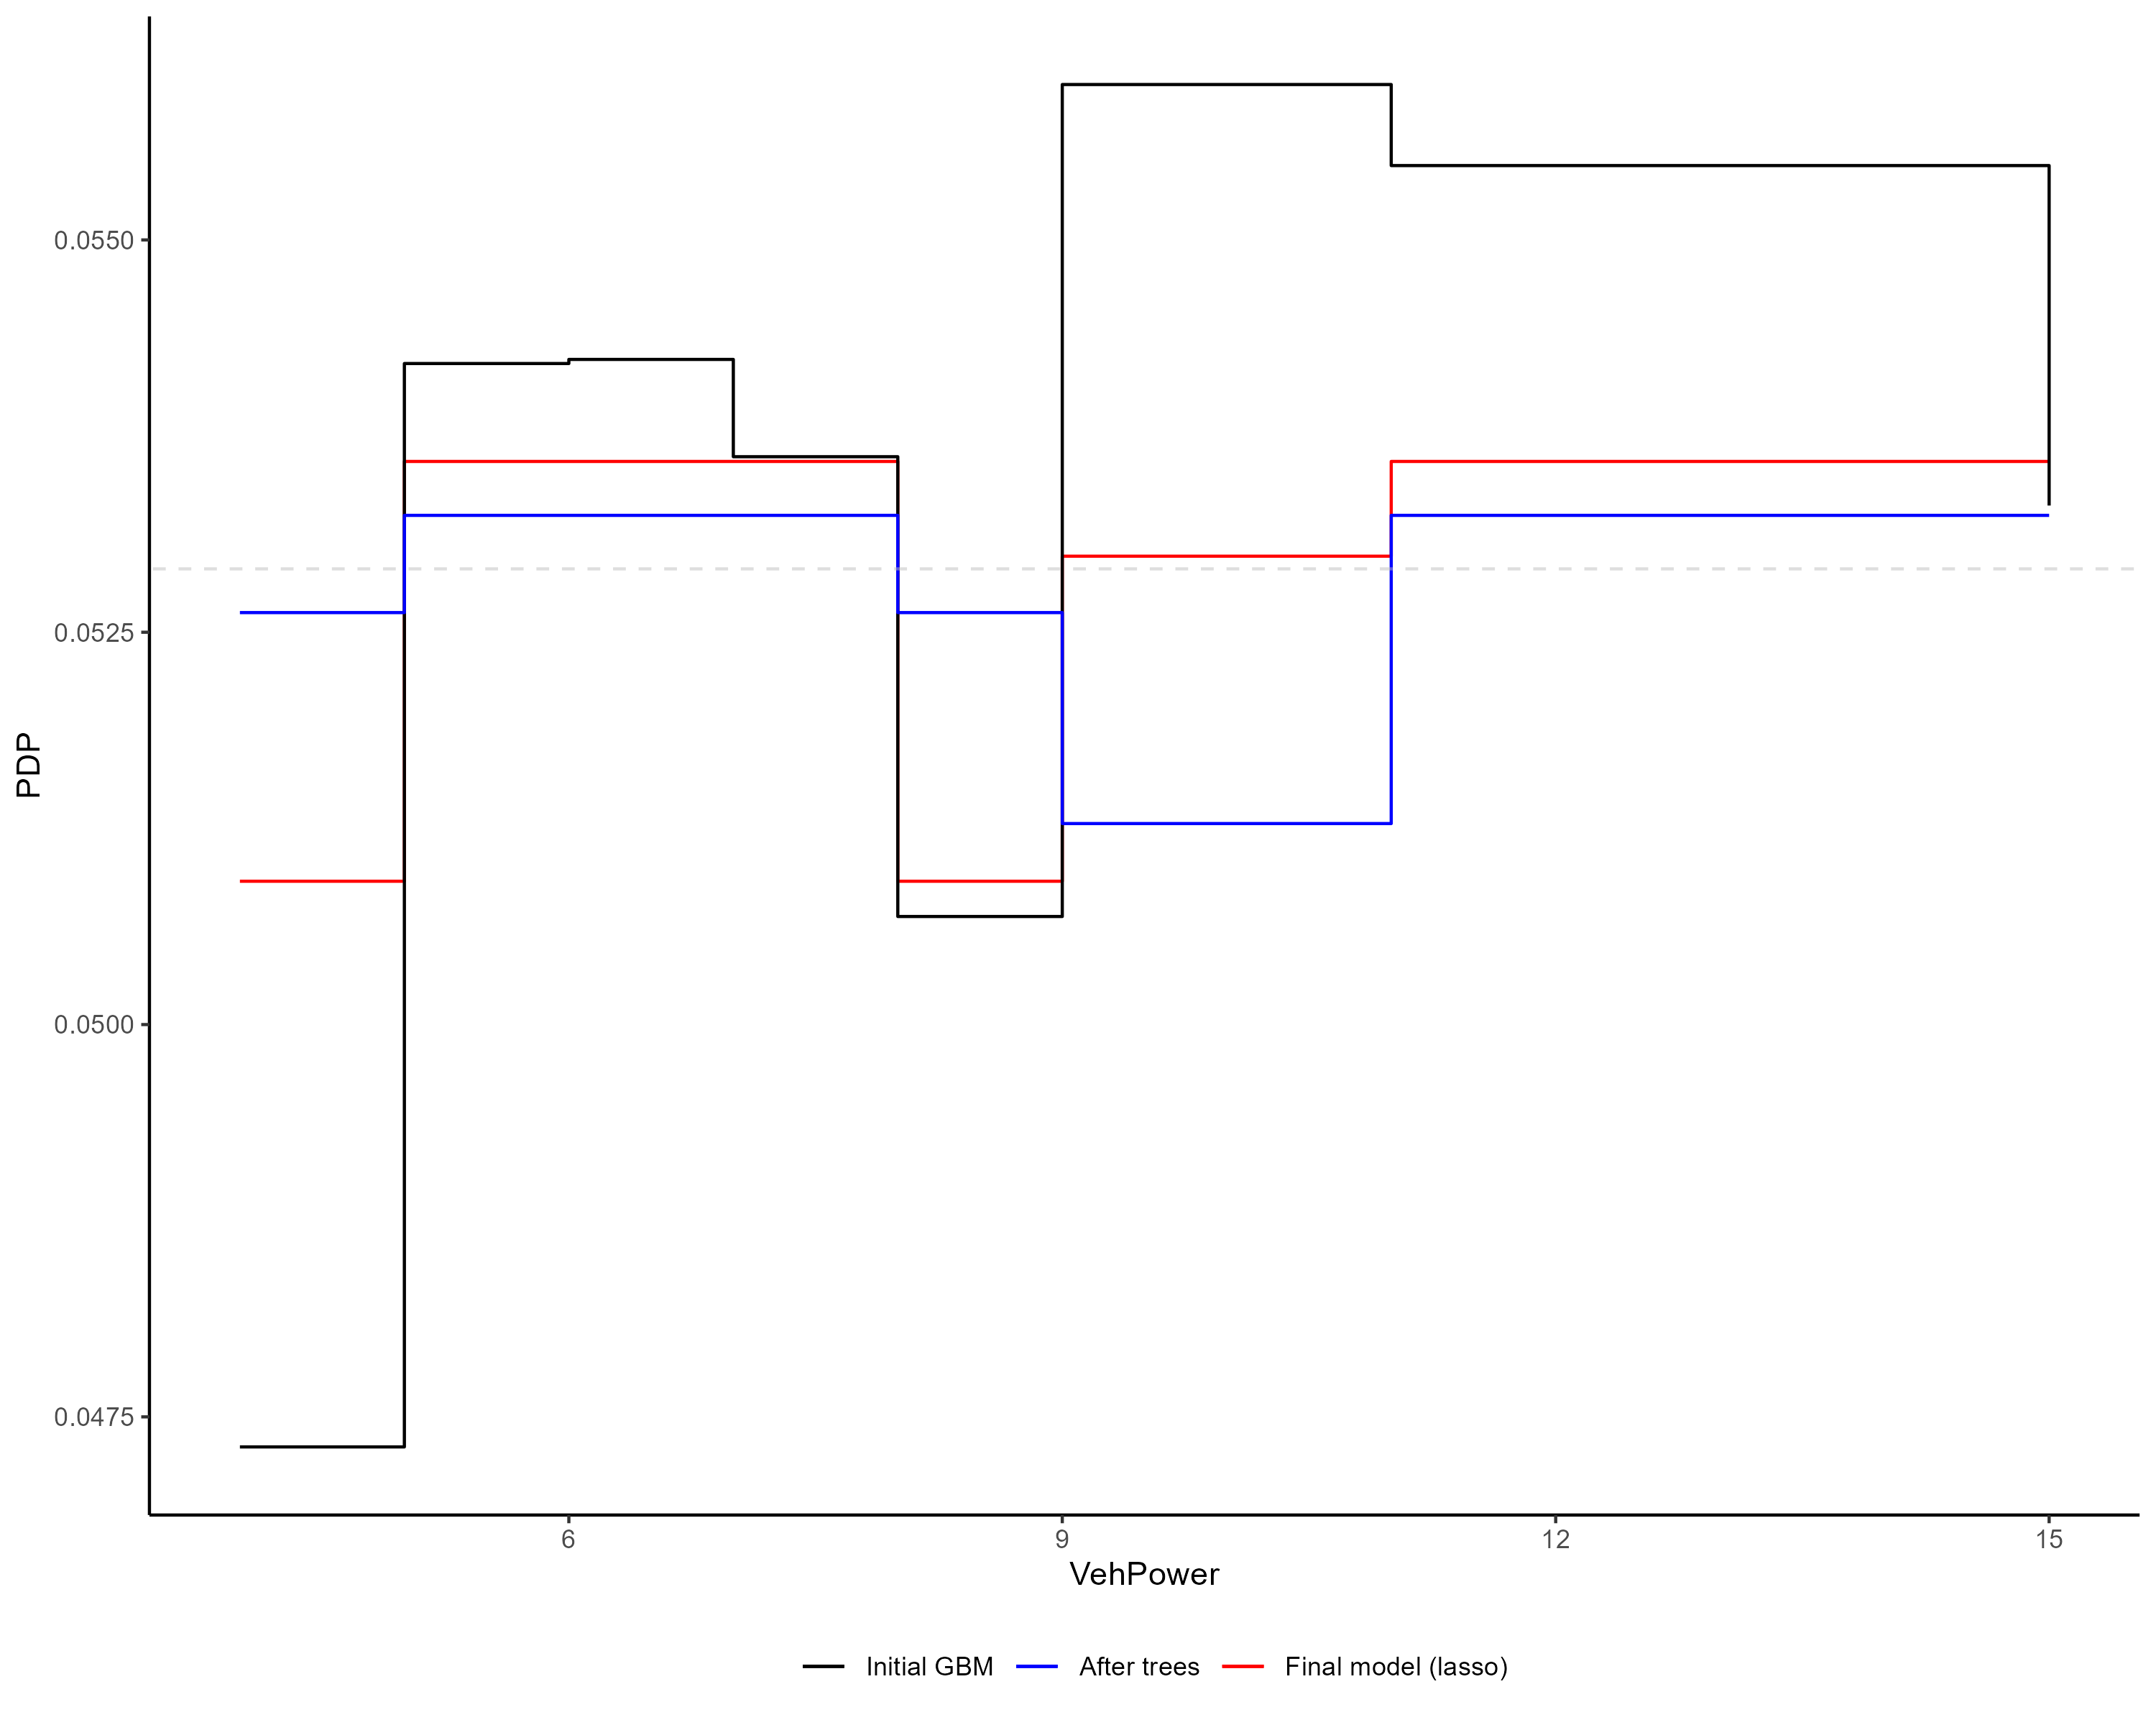 PDP
0.0550
0.0525
0.0500
0.0475
6 9 12 15
VehPower
Initial GBM After trees Final model (lasso)